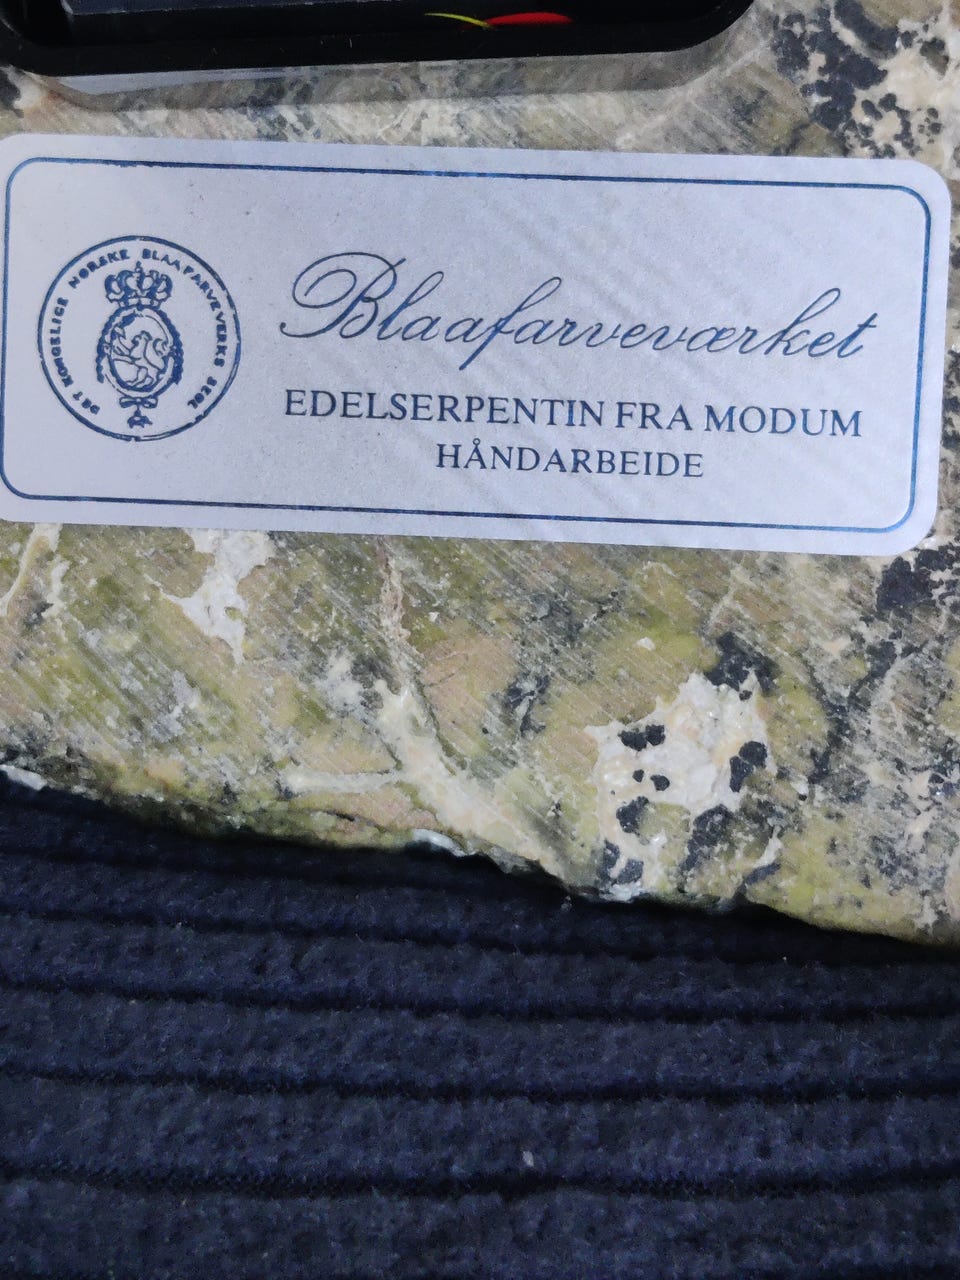 DET KONGELIGE NORSKE BLAAFARVEVERKS SEGL
Blaafarveværket
EDELSERPENTIN FRA MODUM
HÅNDARBEIDE